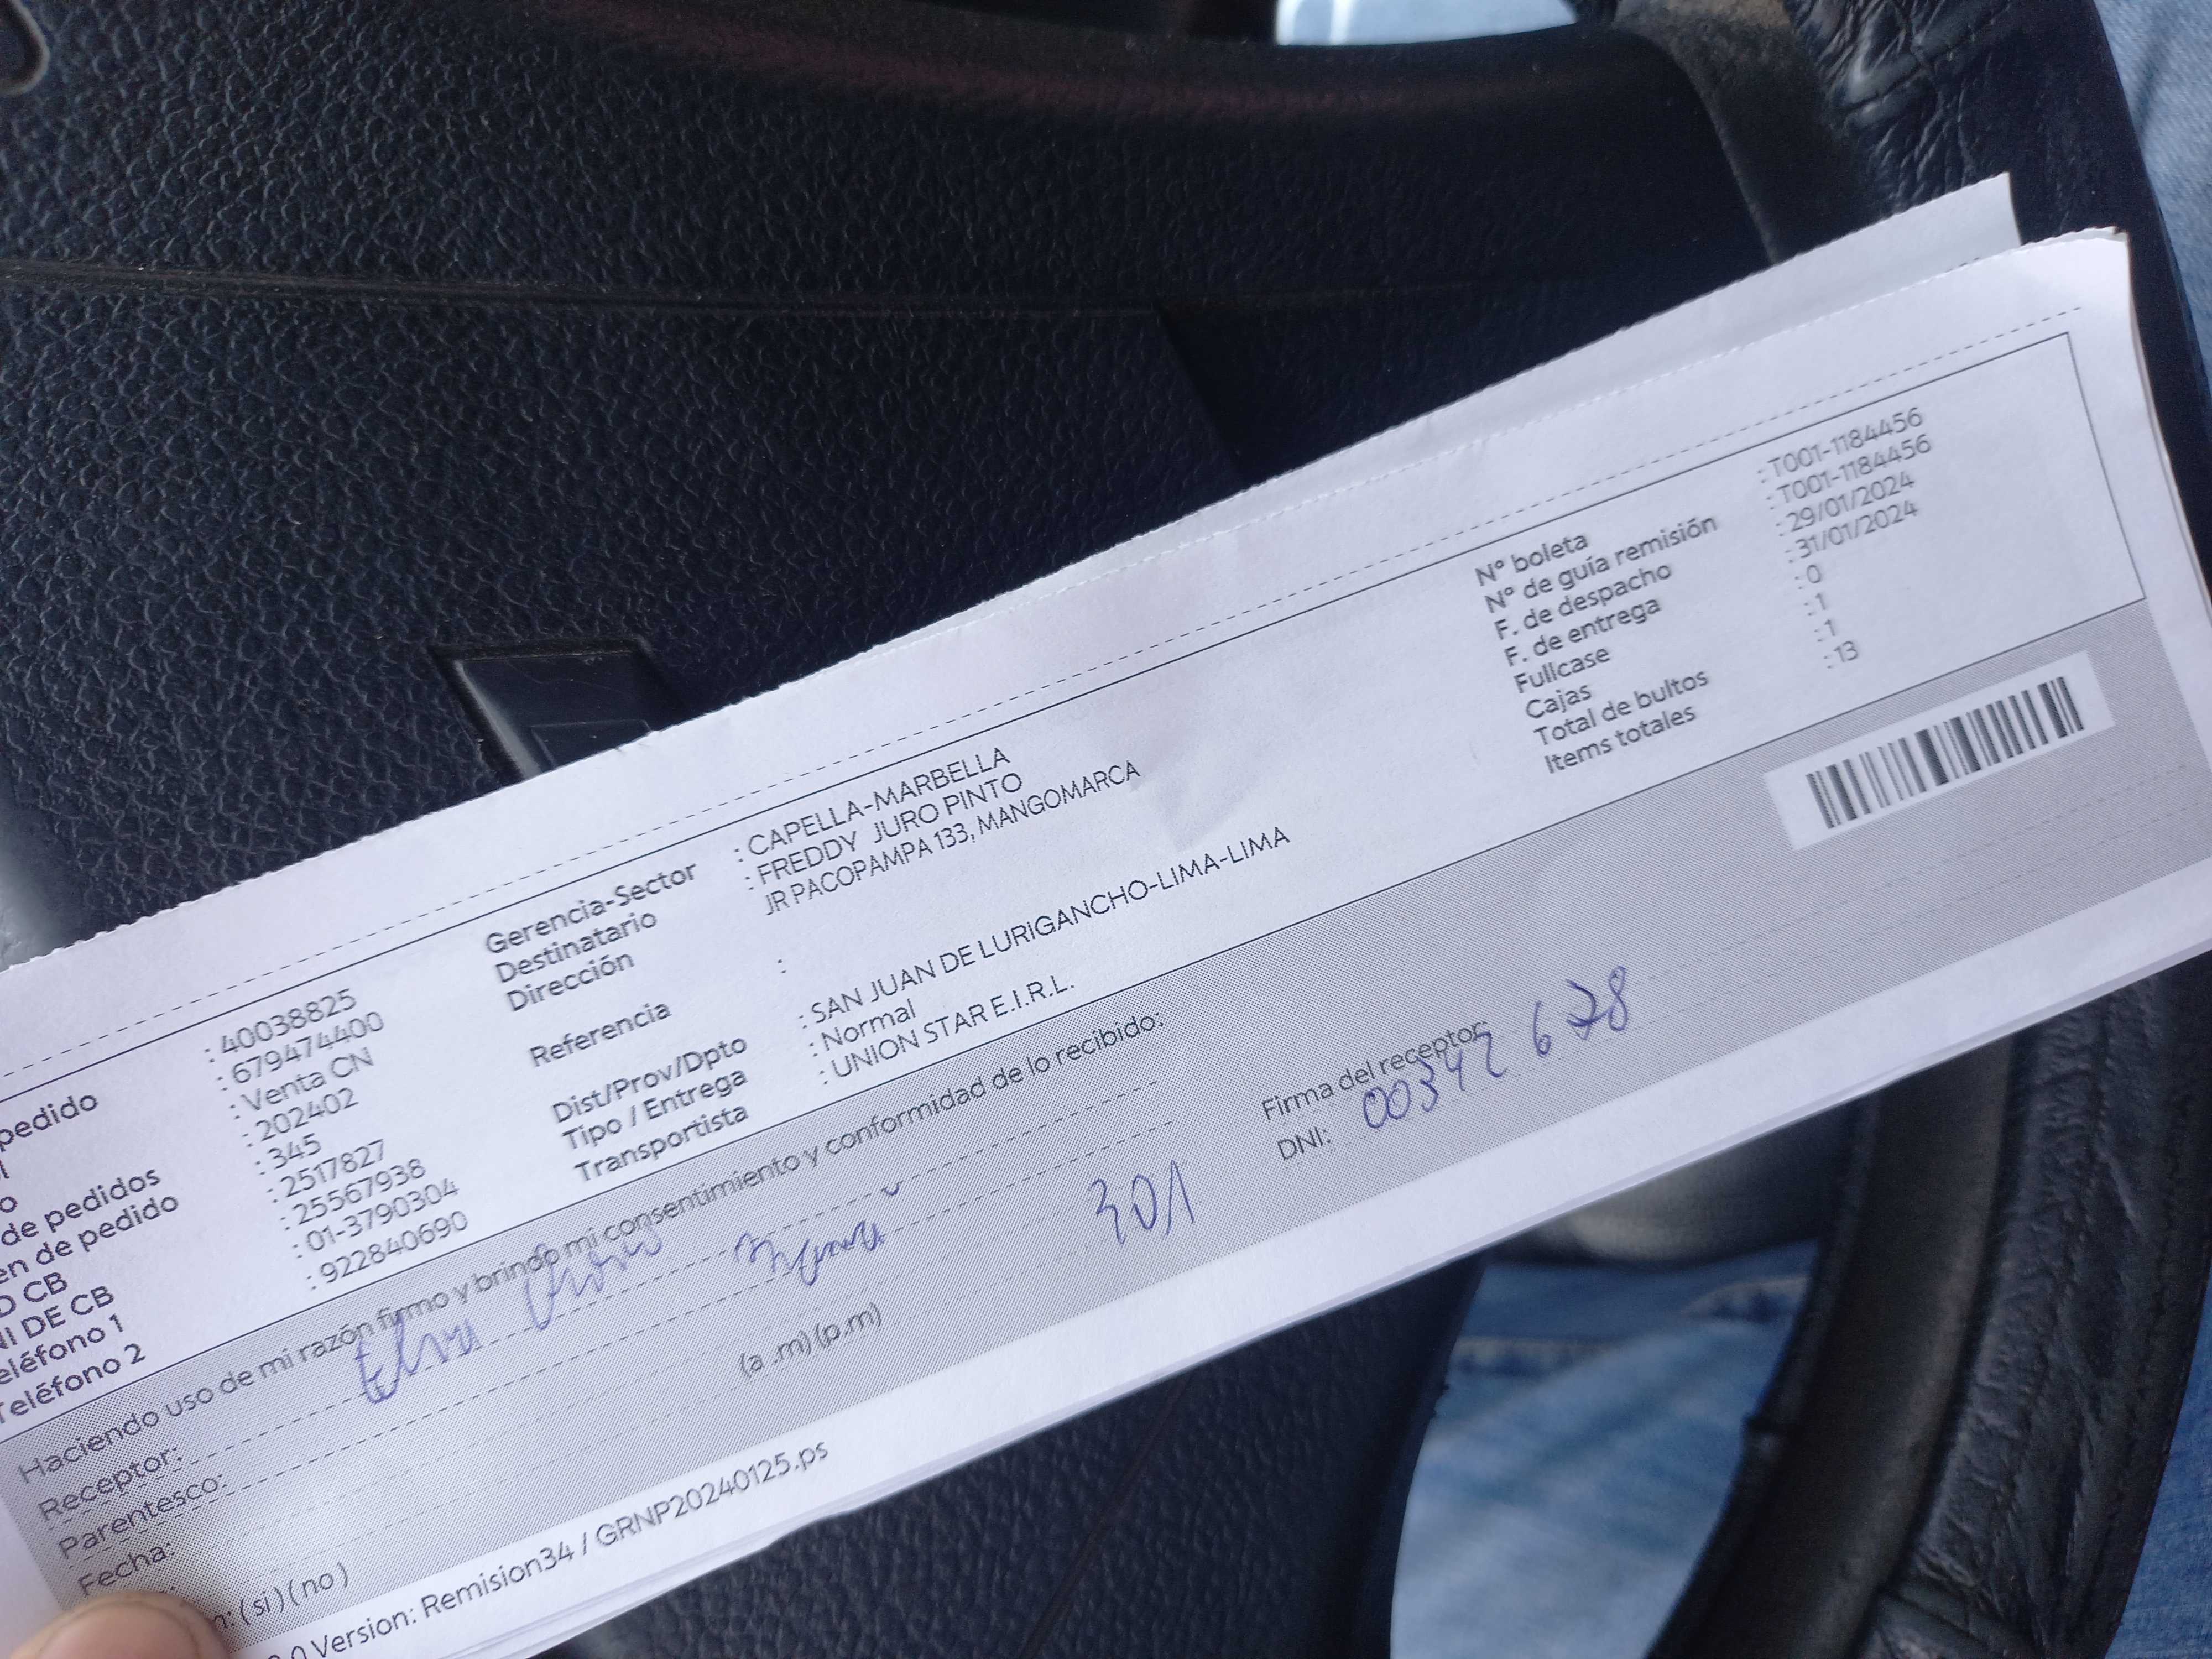 pedido : 40038825
: 679474400
: Venta CN
de pedidos : 202402
en de pedido : 345
CB : 2517827
DE CB : 25567938
eléfono 1 : 01-3790304
Teléfono 2 : 922840690
Gerencia-Sector : CAPELLA-MARBELLA
Destinatario : FREDDY JURO PINTO
Dirección JR PACOPAMPA 133, MANGOMARCA
Referencia :
Dist/Prov/Dpto : SAN JUAN DE LURIGANCHO-LIMA-LIMA
Tipo / Entrega : Normal
Transportista : UNION STAR E.I.R.L.
N° boleta : T001-1184456
N° de guía remisión : T001-1184456
F. de despacho : 29/01/2024
F. de entrega : 31/01/2024
Fullcase : 0
Cajas : 1
Total de bultos : 1
Items totales : 13
Haciendo uso de mi razón firmo y brindo mi consentimiento y conformidad de lo recibido:
Receptor: Elva
Parentesco: 301
Fecha:
(a .m) (p.m)
n: ( si ) ( no )
Firma del receptor:
DNI:
.0 Version: Remision34 / GRNP20240125.ps